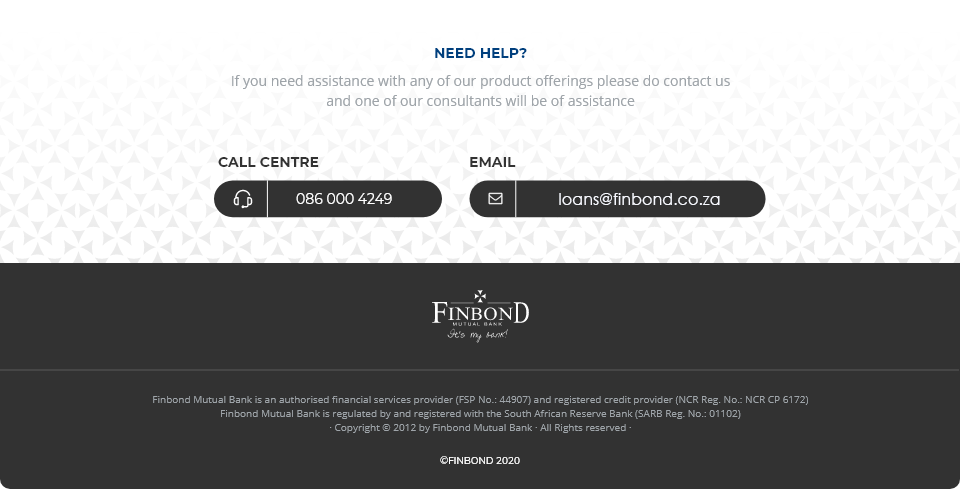 NEED HELP?
If you need assistance with any of our product offerings please do contact us
and one of our consultants will be of assistance
CALL CENTRE
086 000 4249
EMAIL
loans@finbond.co.za
FINBOND
MUTUAL BANK
It's my bank!
Finbond Mutual Bank is an authorised financial services provider (FSP No.: 44907) and registered credit provider (NCR Reg. No.: NCR CP 6172)
Finbond Mutual Bank is regulated by and registered with the South African Reserve Bank (SARB Reg. No.: 01102)
· Copyright © 2012 by Finbond Mutual Bank · All Rights reserved ·
©FINBOND 2020